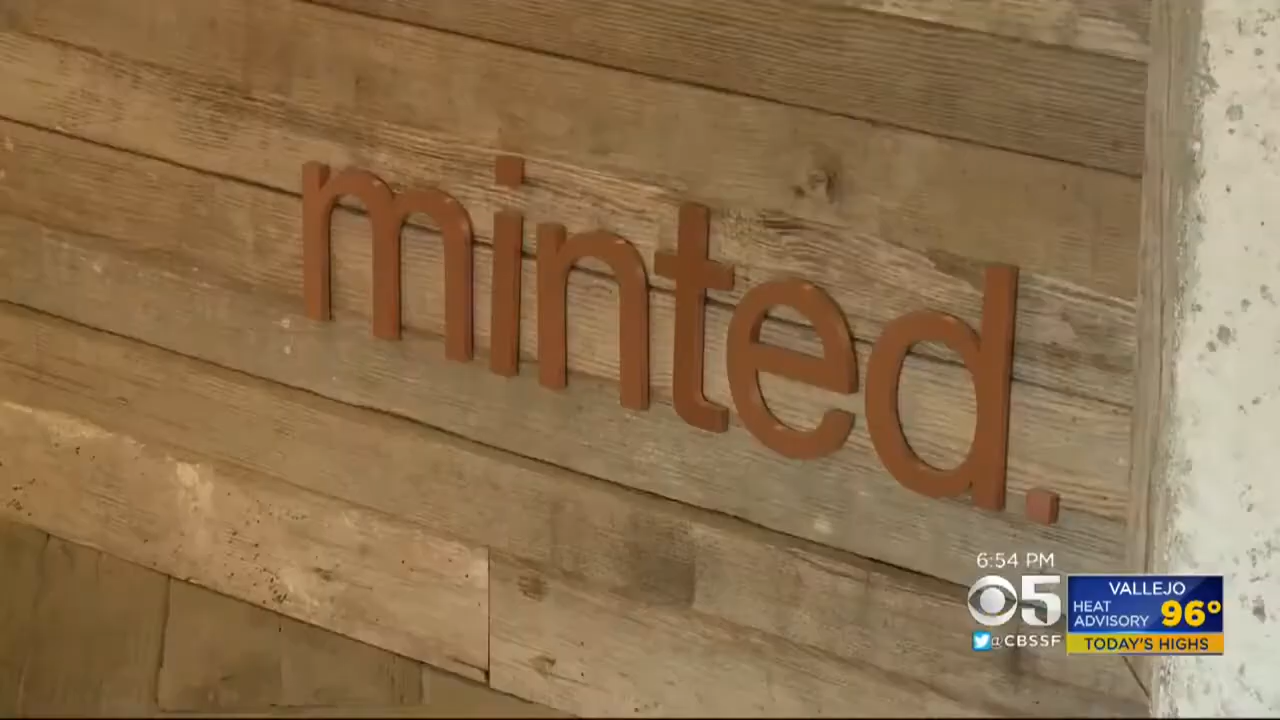 minted.
6:54 PM
5
VALLEJO
HEAT
ADVISORY
96°
@CBSSF
TODAY'S HIGHS